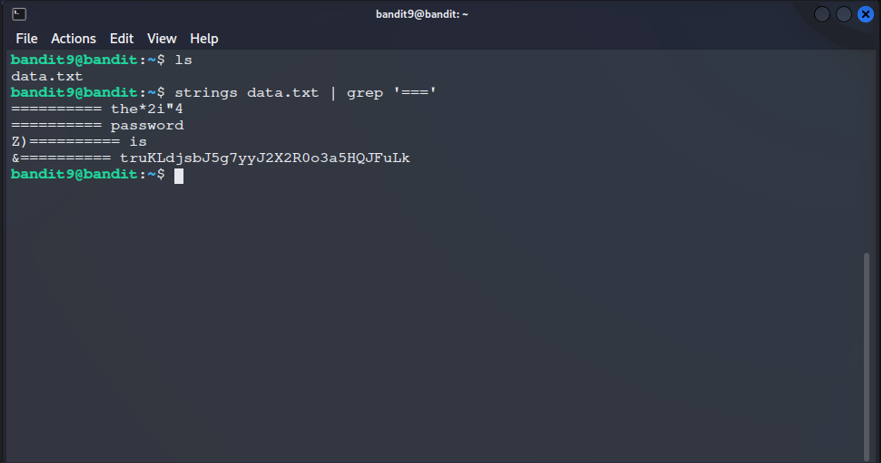 bandit9@bandit: ~
File Actions Edit View Help
bandit9@bandit:~$ ls
data.txt
bandit9@bandit:~$ strings data.txt | grep '==='
========== the*2i"4
========== password
Z)========== is
&========== truKLdjsbJ5g7yyJ2X2R0o3a5HQJFuLk
bandit9@bandit:~$